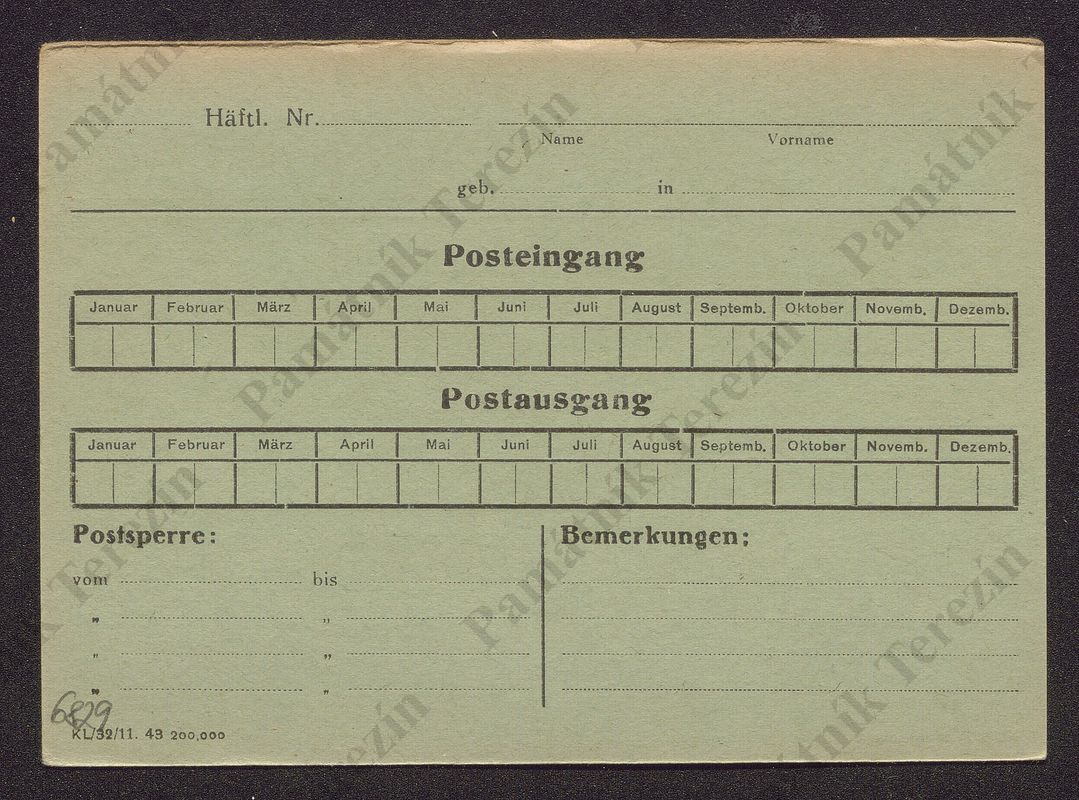 Häftl. Nr.
Name Vorname
geb. in
Posteingang
Januar Februar März April Mai Juni Juli August Septemb. Oktober Novemb. Dezemb.
Postausgang
Januar Februar März April Mai Juni Juli August Septemb. Oktober Novemb. Dezemb.
Postsperre: Bemerkungen:
vom bis
„ „
„ „
„ „
6829
KL/32/11. 43 200,000
Památník Terezín